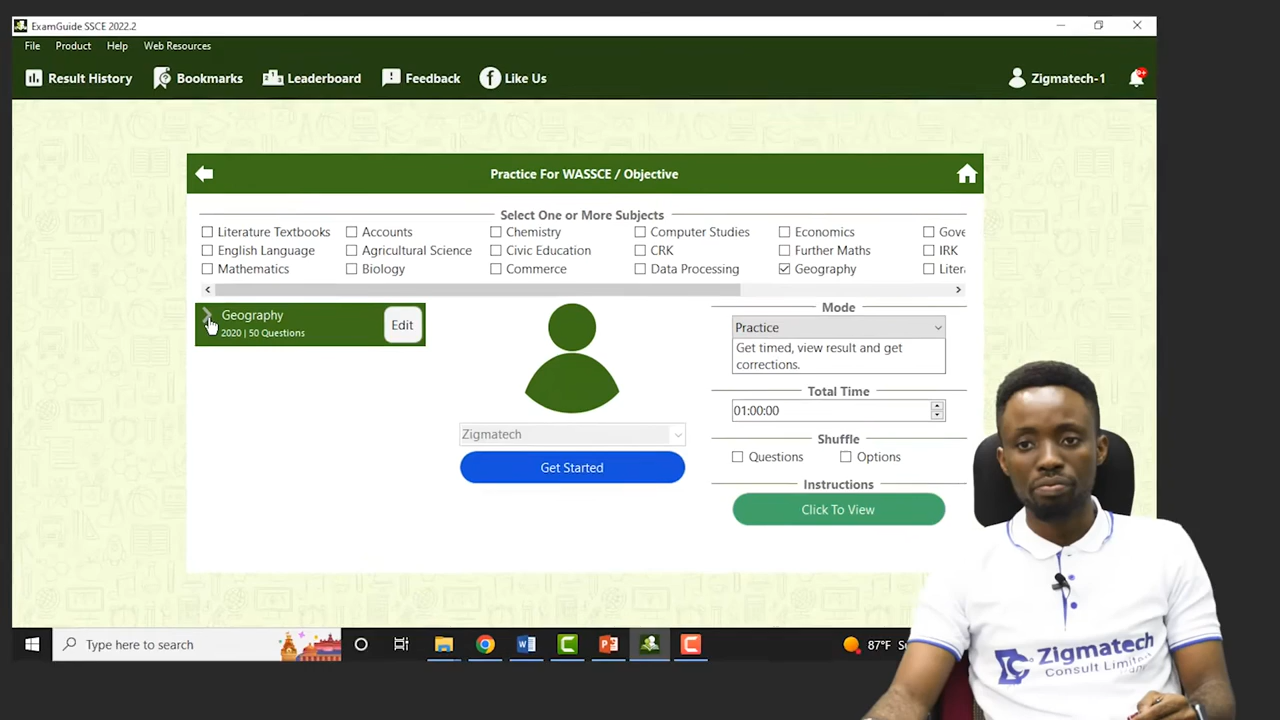 ExamGuide SSCE 2022.2
File Product Help Web Resources
Result History Bookmarks Leaderboard Feedback Like Us Zigmatech-1 9+
Practice For WASSCE / Objective
Select One or More Subjects
Literature Textbooks Accounts Chemistry Computer Studies Economics Gove
English Language Agricultural Science Civic Education CRK Further Maths IRK
Mathematics Biology Commerce Data Processing Geography Liter
Geography
2020 | 50 Questions
Edit
Zigmatech
Get Started
Mode
Practice
Get timed, view result and get
corrections.
Total Time
01:00:00
Shuffle
Questions Options
Instructions
Click To View
Type here to search
87°F
Zigmatech
Consult Limited